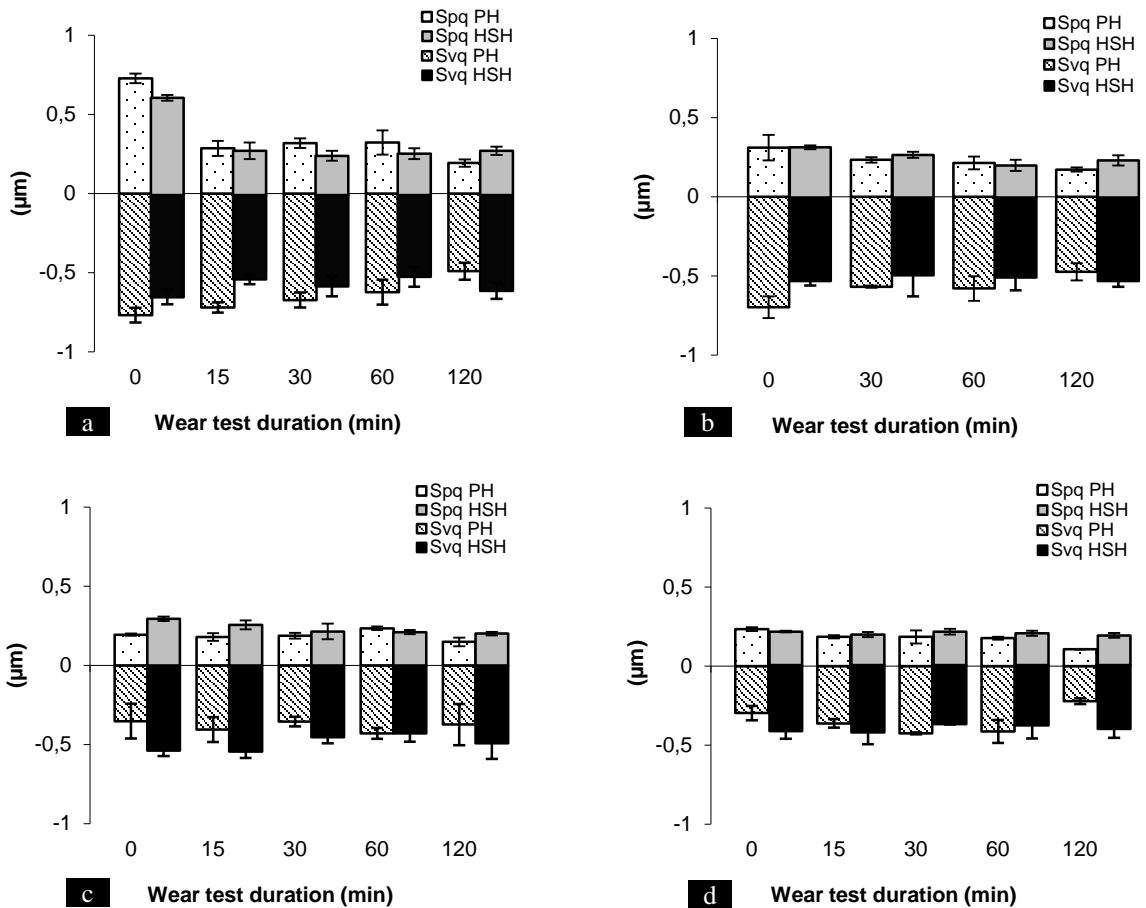 Spq PH
Spq HSH
Svq PH
Svq HSH
1
0,5
0
-0,5
-1
(µm)
0 15 30 60 120
a Wear test duration (min)
Spq PH
Spq HSH
Svq PH
Svq HSH
1
0,5
0
-0,5
-1
(µm)
0 30 60 120
b Wear test duration (min)
Spq PH
Spq HSH
Svq PH
Svq HSH
1
0,5
0
-0,5
-1
(µm)
0 15 30 60 120
c Wear test duration (min)
Spq PH
Spq HSH
Svq PH
Svq HSH
1
0,5
0
-0,5
-1
(µm)
0 15 30 60 120
d Wear test duration (min)